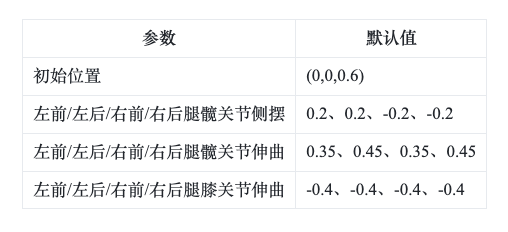 参数 默认值
初始位置 (0,0,0.6)
左前/左后/右前/右后腿髋关节侧摆 0.2、0.2、-0.2、-0.2
左前/左后/右前/右后腿髋关节伸曲 0.35、0.45、0.35、0.45
左前/左后/右前/右后腿膝关节伸曲 -0.4、-0.4、-0.4、-0.4